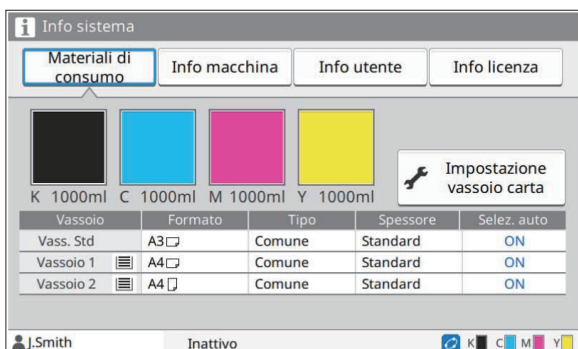 i Info sistema
Materiali di
consumo
Info macchina
Info utente
Info licenza
K 1000ml C 1000ml M 1000ml Y 1000ml
Impostazione
vassoio carta
Vassoio Formato Tipo Spessore Selez. auto
Vass. Std A3 Comune Standard ON
Vassoio 1 A4 Comune Standard ON
Vassoio 2 A4 Comune Standard ON
J.Smith Inattivo K C M Y